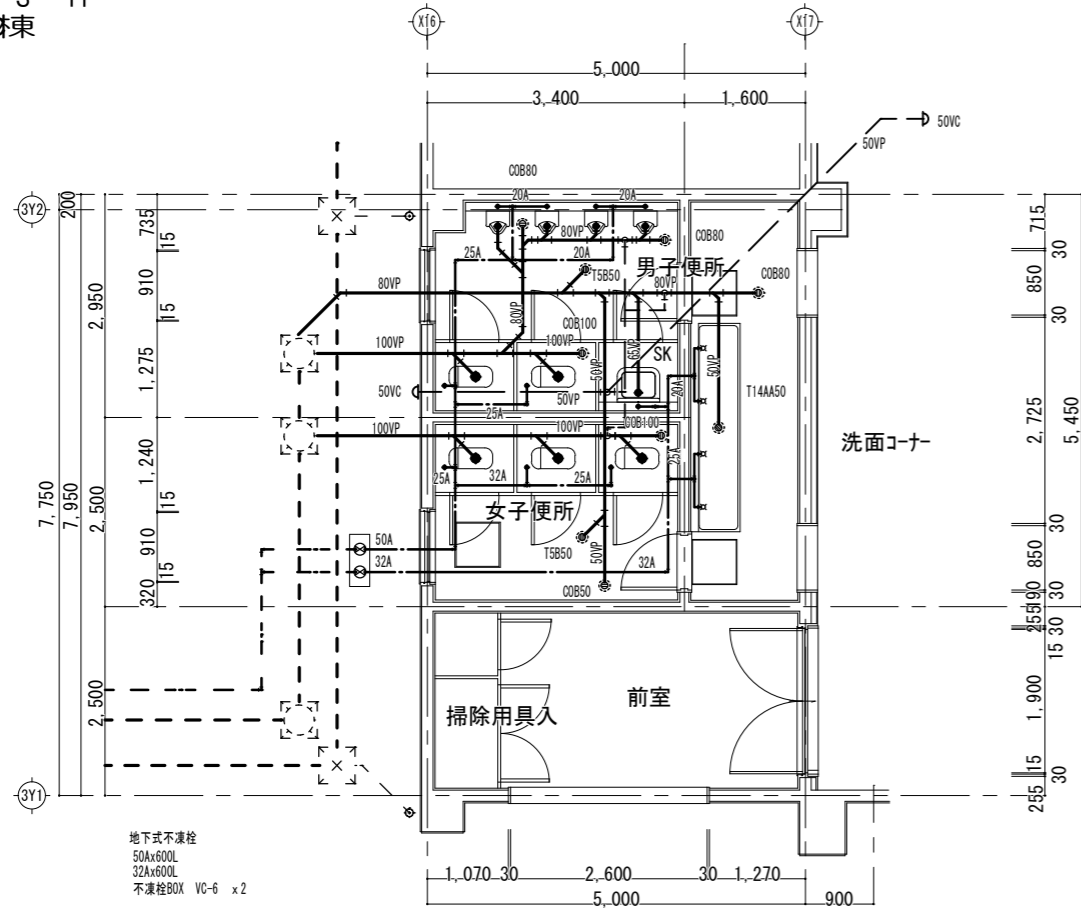 棟東
X16
X17
5,000
3,400
1,600
50VC
50VP
COB80
3Y2
200
20A
20A
715
735
80VP
COB80
15
25A
20A
男子便所
30
910
T5B50
COB80
850
2,950
80VP
80VP
15
80VP
COB100
30
100VP
100VP
65VP
SK
50VP
50VP
1,275
20A
50VC
50VP
T14AA50
2,725
5,450
25A
COB100
100VP
100VP
洗面コーナー
1,240
25A
7,750
7,950
2,500
25A
32A
25A
15
女子便所
30
910
50A
T5B50
50VP
850
32A
32A
15
320
COB50
190
30
255
30
15
前室
2,500
掃除用具入
1,900
15
30
3Y1
255
地下式不凍栓
50Ax600L
32Ax600L
不凍栓BOX VC-6 x2
1,070
30
2,600
30
1,270
5,000
900